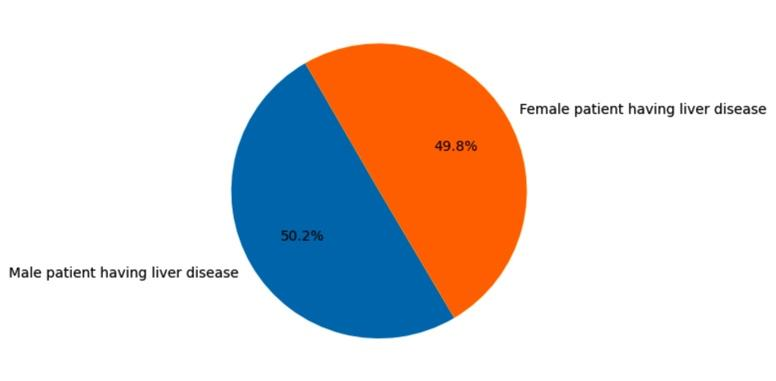 Female patient having liver disease
49.8%
50.2%
Male patient having liver disease